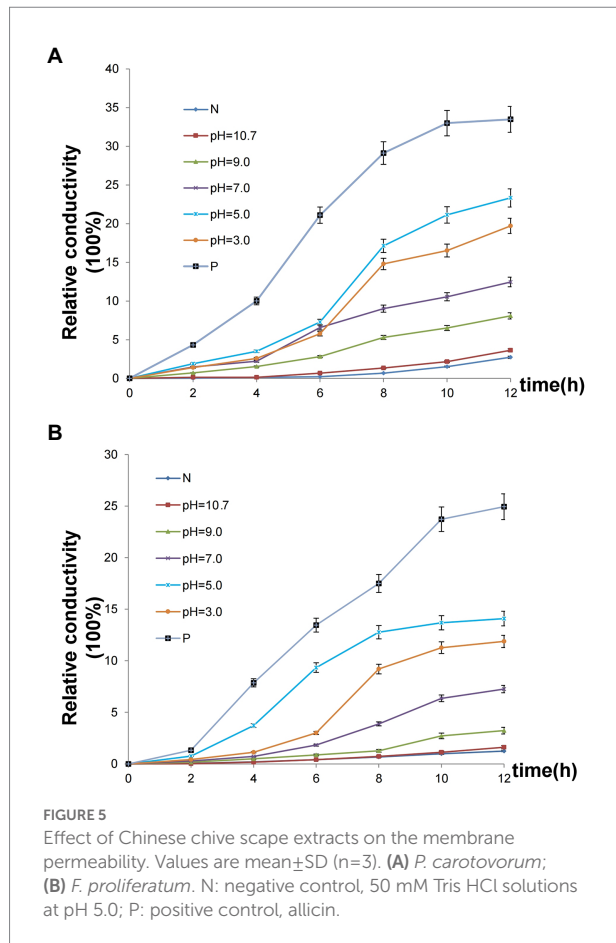 A
Relative conductivity
(100%)
40
35
30
25
20
15
10
5
0
N
pH=10.7
pH=9.0
pH=7.0
pH=5.0
pH=3.0
P
0 2 4 6 8 10 12
time(h)
B
Relative conductivity
(100%)
30
25
20
15
10
5
0
N
pH=10.7
pH=9.0
pH=7.0
pH=5.0
pH=3.0
P
0 2 4 6 8 10 12
time(h)
FIGURE 5
Effect of Chinese chive scape extracts on the membrane
permeability. Values are mean±SD (n=3). (A) P. carotovorum;
(B) F. proliferatum. N: negative control, 50 mM Tris HCl solutions
at pH 5.0; P: positive control, allicin.